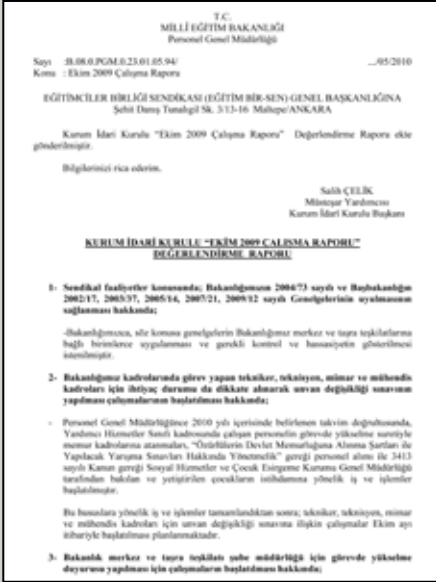 T.C.
MİLLÎ EĞİTİM BAKANLIĞI
Personel Genel Müdürlüğü
Sayı :B.08.0.PGM.0.23.01.05.94/ .../05/2010
Konu : Ekim 2009 Çalışma Raporu
EĞİTİMCİLER BİRLİĞİ SENDİKASI (EĞİTİM BİR-SEN) GENEL BAŞKANLIĞINA
Şehit Danış Tunalıgil Sk. 3/13-16 Maltepe/ANKARA
Kurum İdari Kurulu "Ekim 2009 Çalışma Raporu" Değerlendirme Raporu ekte
gönderilmiştir.
Bilgilerinizi rica ederim.
Salih ÇELİK
Müsteşar Yardımcısı
Kurum İdarî Kurulu Başkanı
KURUM İDARİ KURULU "EKİM 2009 ÇALIŞMA RAPORU"
DEĞERLENDİRME RAPORU
1- Sendikal faaliyetler konusunda; Bakanlığımızın 2004/73 sayılı ve Başbakanlığın
2002/17, 2003/37, 2005/14, 2007/21, 2009/12 sayılı Genelgelerinin uyulmasının
sağlanması hakkında;
-Bakanlığımızca, söz konusu genelgelerin Bakanlığımız merkez ve taşra teşkilatlarına
bağlı birimlerce uygulanması ve gerekli kontrol ve hassasiyetin gösterilmesi
istenilmiştir.
2- Bakanlığımız kadrolarında görev yapan tekniker, teknisyen, mimar ve mühendis
kadroları için ihtiyaç durumu da dikkate alınarak unvan değişikliği sınavının
yapılması çalışmalarının başlatılması hakkında;
- Personel Genel Müdürlüğünce 2010 yılı içerisinde belirlenen takvim doğrultusunda,
Yardımcı Hizmetler Sınıfı kadrosunda çalışan personelin görevde yükselme suretiyle
memur kadrolarına atanmaları, "Özürlülerin Devlet Memurluğuna Alınma Şartları ile
Yapılacak Yarışma Sınavları Hakkında Yönetmelik" gereği personel alımı ile 3413
sayılı Kanun gereği Sosyal Hizmetler ve Çocuk Esirgeme Kurumu Genel Müdürlüğü
tarafından bakılan ve yetiştirilen çocukların istihdamına yönelik iş ve işlemler
başlatılmıştır.
Bu hususlara yönelik iş ve işlemler tamamlandıktan sonra; tekniker, teknisyen, mimar
ve mühendis kadroları için unvan değişikliği sınavına ilişkin çalışmalar Ekim ayı
itibariyle başlatılması planlanmaktadır.
3- Bakanlık merkez ve taşra teşkilatı şube müdürlüğü için görevde yükselme
duyurusu yapılması için çalışmaların başlatılması hakkında;